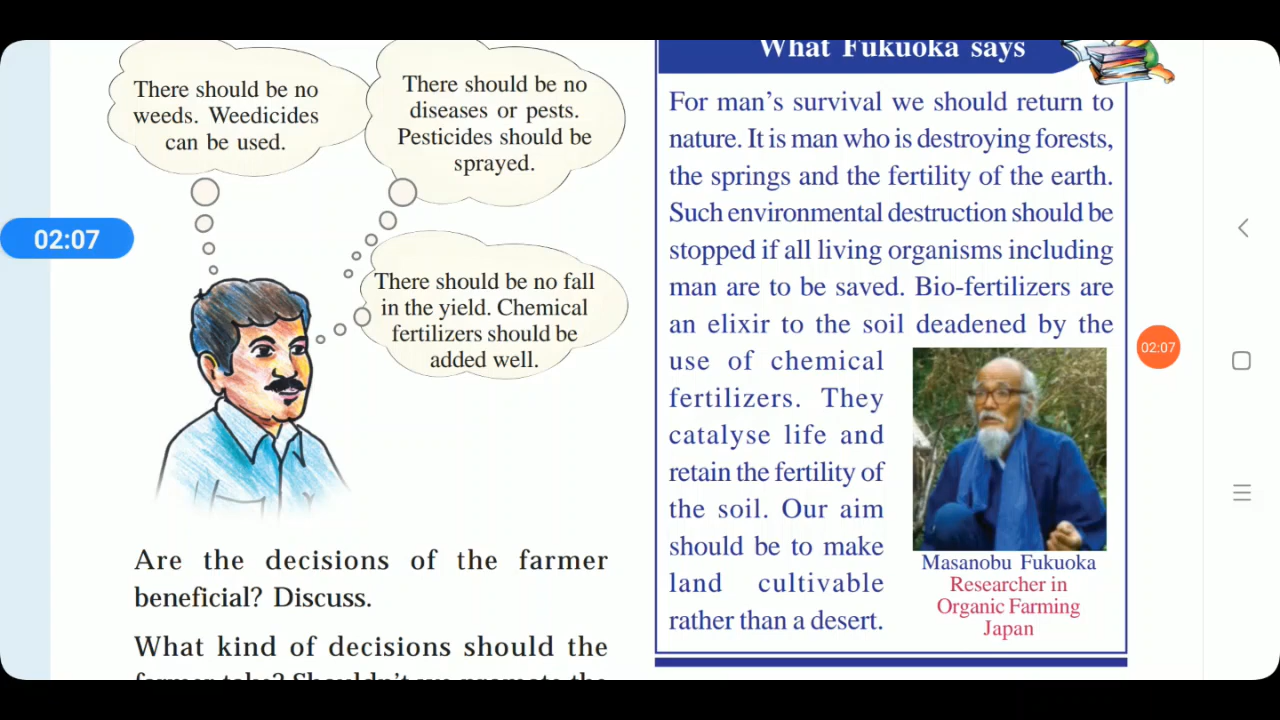 There should be no
weeds. Weedicides
can be used.
There should be no
diseases or pests.
Pesticides should be
sprayed.
There should be no fall
in the yield. Chemical
fertilizers should be
added well.
02:07
Are the decisions of the farmer
beneficial? Discuss.
What kind of decisions should the
farmer take? Shouldn't we promote the
What Fukuoka says
For man's survival we should return to
nature. It is man who is destroying forests,
the springs and the fertility of the earth.
Such environmental destruction should be
stopped if all living organisms including
man are to be saved. Bio-fertilizers are
an elixir to the soil deadened by the
use of chemical
fertilizers. They
catalyse life and
retain the fertility of
the soil. Our aim
should be to make
land cultivable
rather than a desert.
Masanobu Fukuoka
Researcher in
Organic Farming
Japan
02:07